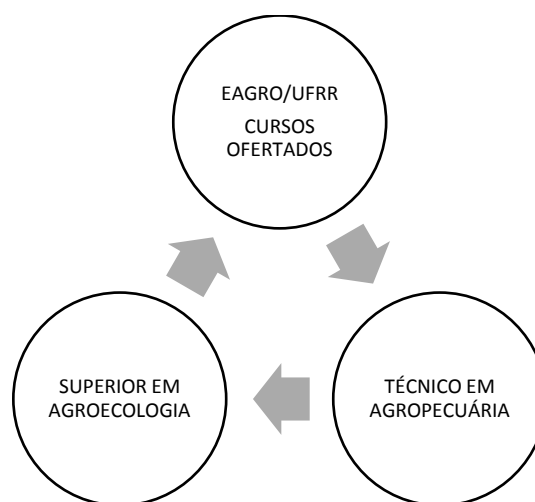 EAGRO/UFRR
CURSOS
OFERTADOS
SUPERIOR EM
AGROECOLOGIA
TÉCNICO EM
AGROPECUÁRIA